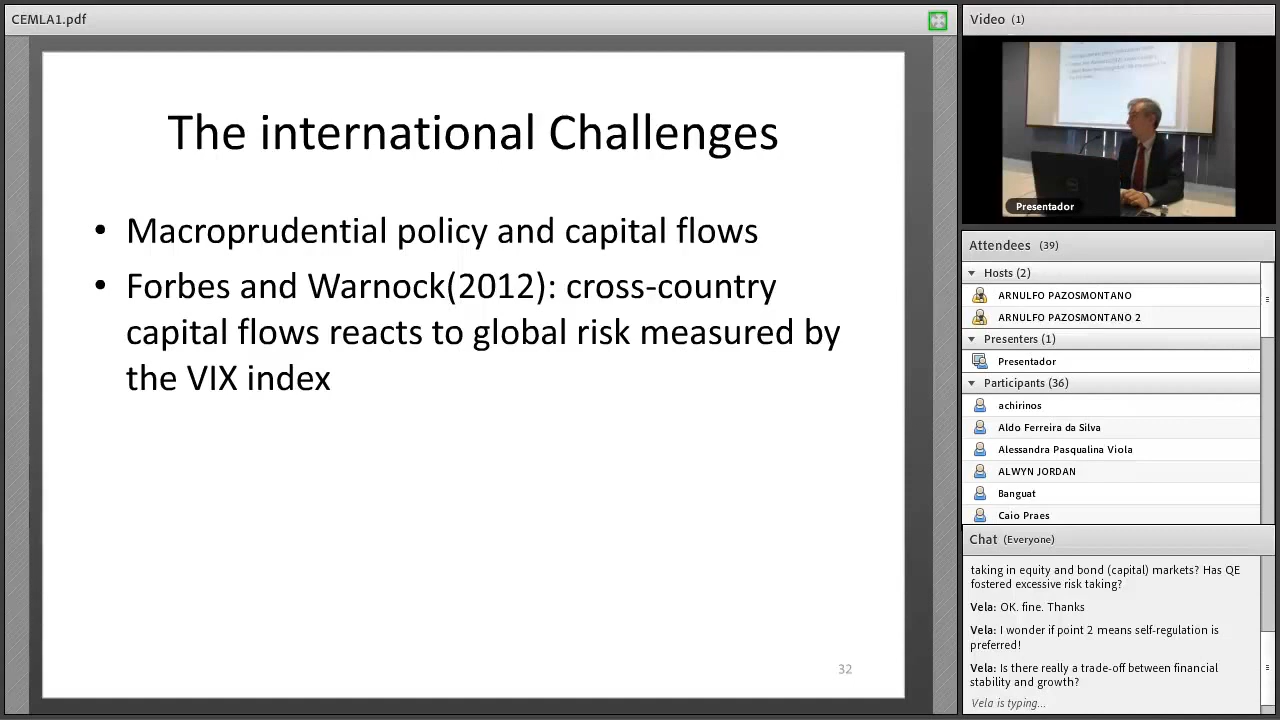 CEMLA1.pdf
The international Challenges
• Macroprudential policy and capital flows
• Forbes and Warnock(2012): cross-country
capital flows reacts to global risk measured by
the VIX index
32
Video (1)
Presentador
Attendees (39)
Hosts (2)
ARNULFO PAZOSMONTANO
ARNULFO PAZOSMONTANO 2
Presenters (1)
Presentador
Participants (36)
achirinos
Aldo Ferreira da Silva
Alessandra Pasqualina Viola
ALWYN JORDAN
Banguat
Caio Praes
Chat (Everyone)
taking in equity and bond (capital) markets? Has QE
fostered excessive risk taking?
Vela: OK. fine. Thanks
Vela: I wonder if point 2 means self-regulation is
preferred!
Vela: Is there really a trade-off between financial
stability and growth?
Vela is typing...